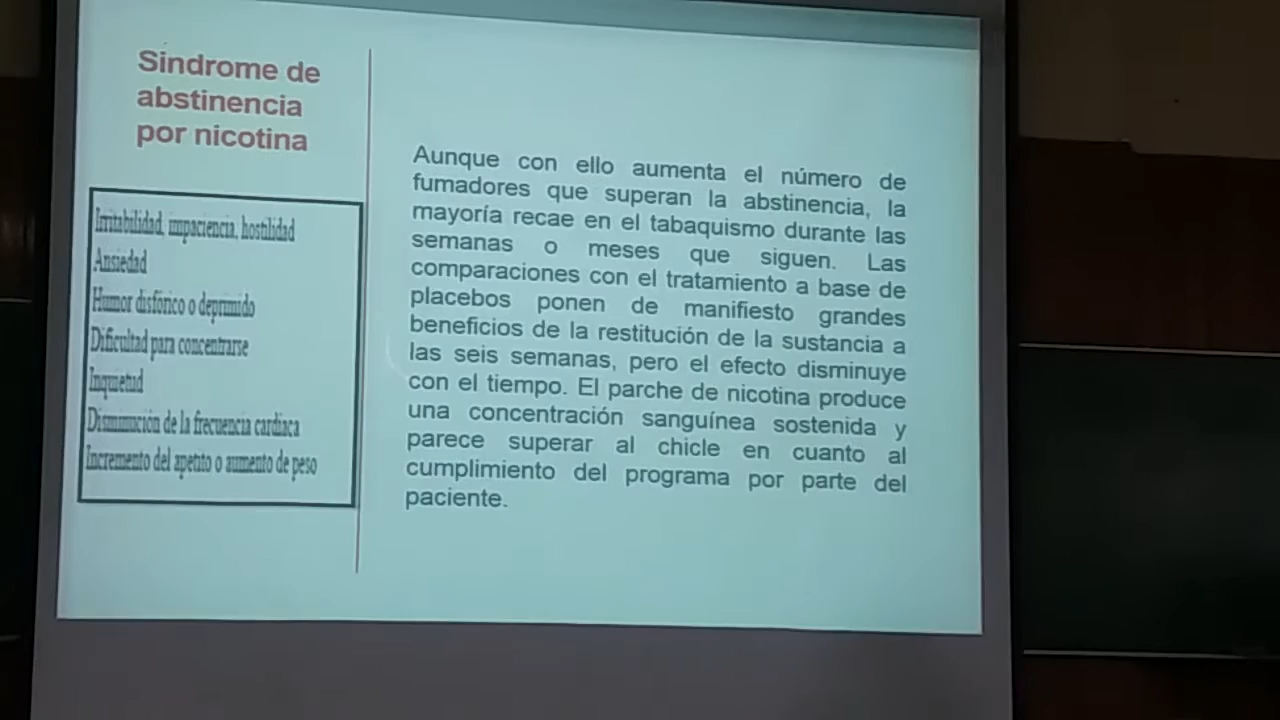 Sindrome de
abstinencia
por nicotina
Irritabilidad, impaciencia, hostilidad
Ansiedad
Humor disfórico o deprimido
Dificultad para concentrarse
Inquietud
Disminución de la frecuencia cardiaca
Incremento del apetito o aumento de peso
Aunque con ello aumenta el número de
fumadores que superan la abstinencia, la
mayoría recae en el tabaquismo durante las
semanas o meses que siguen. Las
comparaciones con el tratamiento a base de
placebos ponen de manifiesto grandes
beneficios de la restitución de la sustancia a
las seis semanas, pero el efecto disminuye
con el tiempo. El parche de nicotina produce
una concentración sanguínea sostenida y
parece superar al chicle en cuanto al
cumplimiento del programa por parte del
paciente.